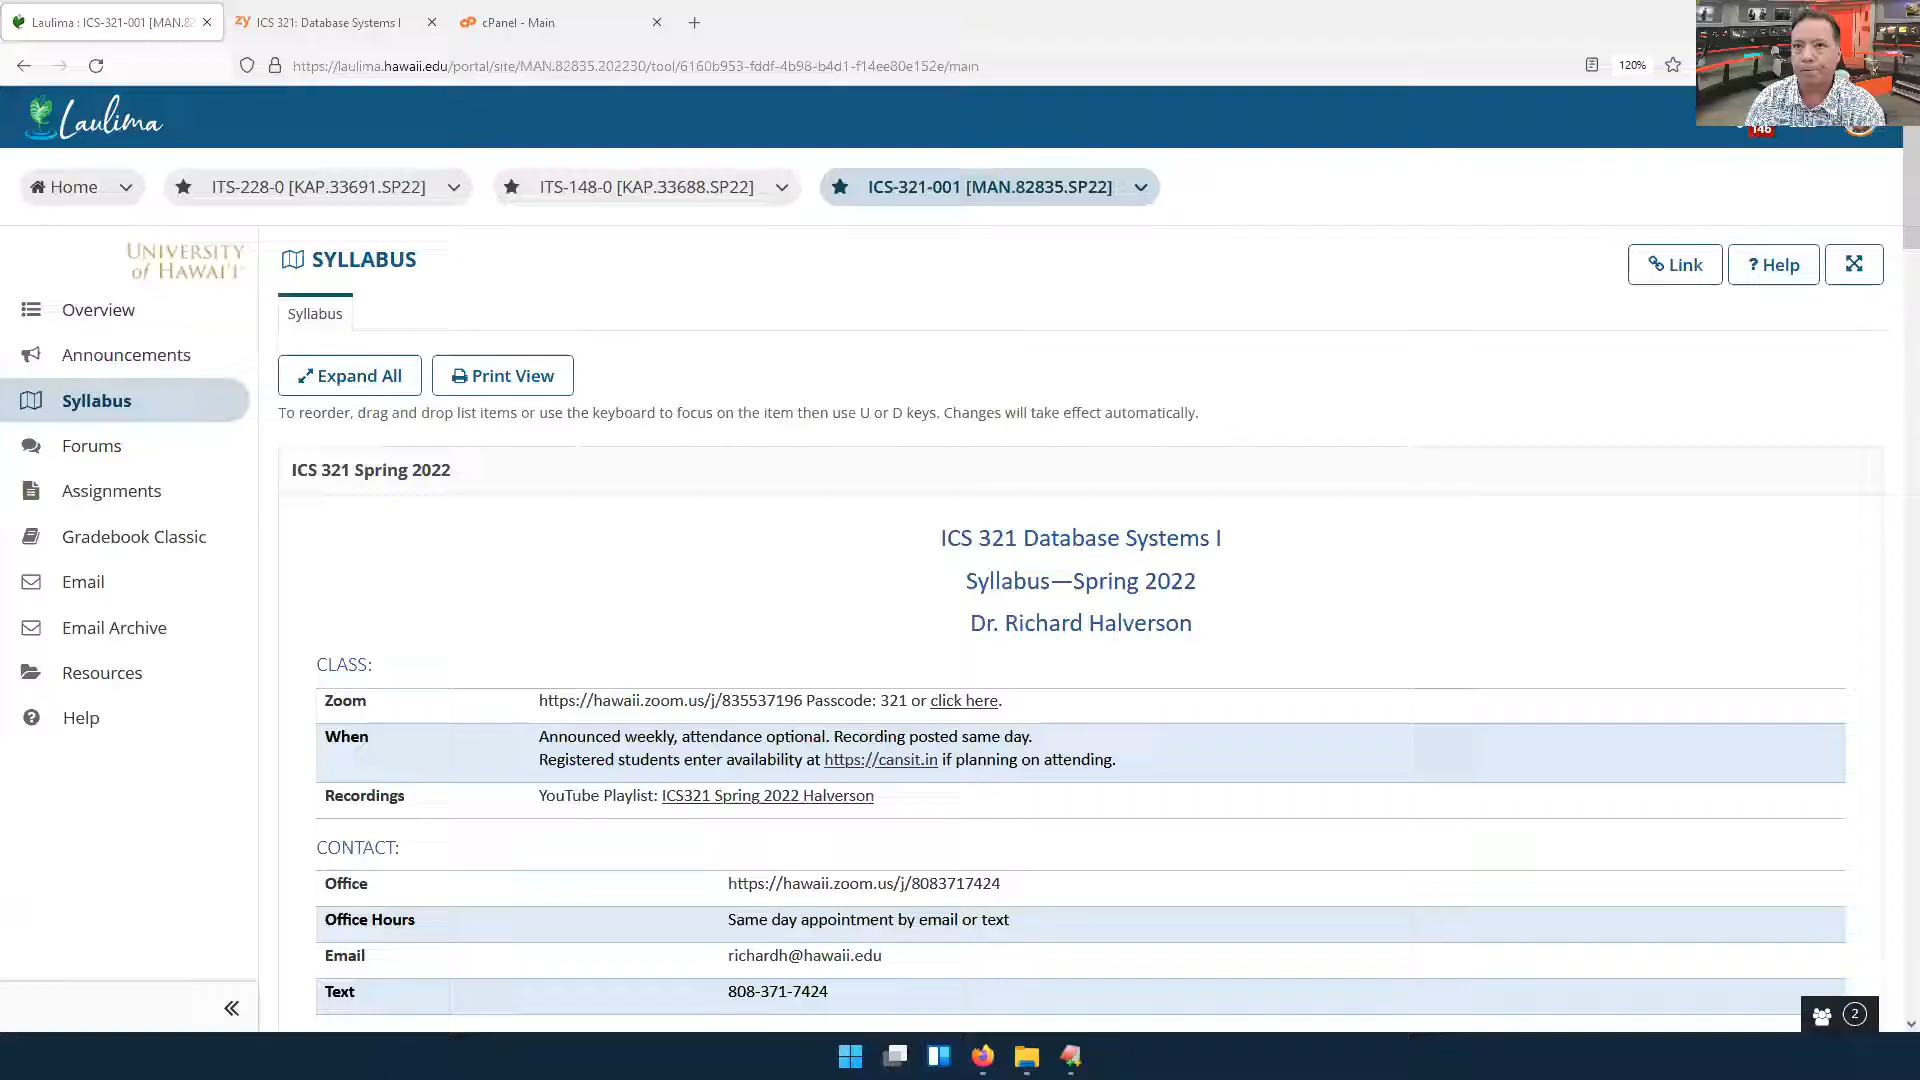 Laulima : ICS-321-001 [MAN.82
ICS 321: Database Systems I
cPanel - Main
https://laulima.hawaii.edu/portal/site/MAN.82835.202230/tool/6160b953-fddf-4b98-b4d1-f14ee80e152e/main
120%
Laulima
146
Home
ITS-228-0 [KAP.33691.SP22]
ITS-148-0 [KAP.33688.SP22]
ICS-321-001 [MAN.82835.SP22]
UNIVERSITY
of HAWAI'I
Overview
Announcements
Syllabus
Forums
Assignments
Gradebook Classic
Email
Email Archive
Resources
Help
SYLLABUS
Link
? Help
Syllabus
Expand All
Print View
To reorder, drag and drop list items or use the keyboard to focus on the item then use U or D keys. Changes will take effect automatically.
ICS 321 Spring 2022
ICS 321 Database Systems I
Syllabus—Spring 2022
Dr. Richard Halverson
CLASS:
Zoom https://hawaii.zoom.us/j/835537196 Passcode: 321 or click here.
When Announced weekly, attendance optional. Recording posted same day.
Registered students enter availability at https://cansit.in if planning on attending.
Recordings YouTube Playlist: ICS321 Spring 2022 Halverson
CONTACT:
Office https://hawaii.zoom.us/j/8083717424
Office Hours Same day appointment by email or text
Email richardh@hawaii.edu
Text 808-371-7424
2